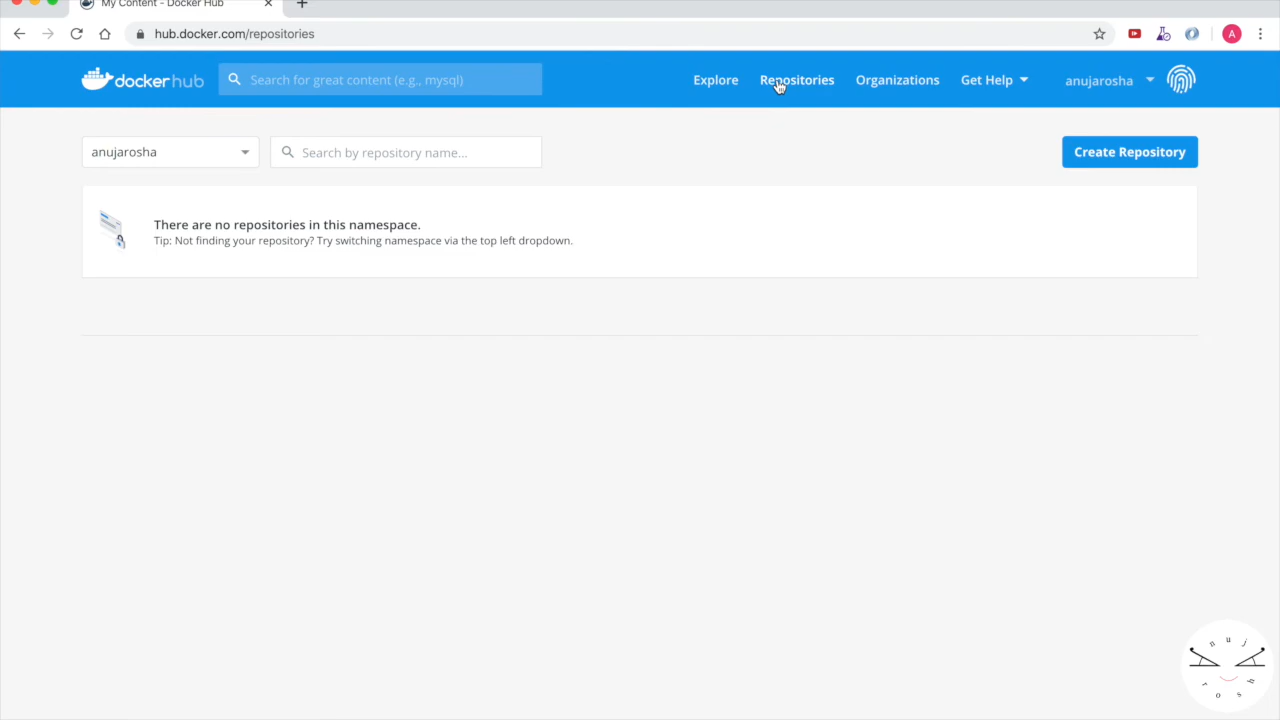 My Content - Docker Hub
hub.docker.com/repositories
A
dockerhub
Search for great content (e.g., mysql)
Explore
Repositories
Organizations
Get Help
anujarosha
anujarosha
Search by repository name...
Create Repository
There are no repositories in this namespace.
Tip: Not finding your repository? Try switching namespace via the top left dropdown.
n u j
r o s h